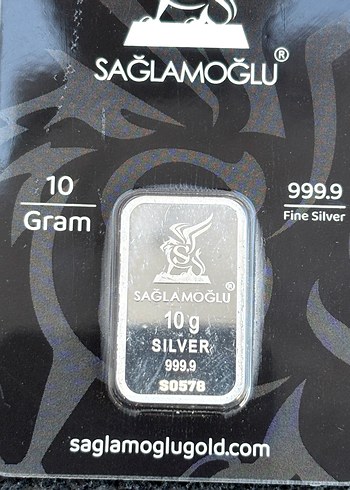 SAĞLAMOĞLU®
10
Gram
999.9
Fine Silver
S
SAĞLAMOĞLU®
10 g
SILVER
999.9
S0578
saglamoglugold.com